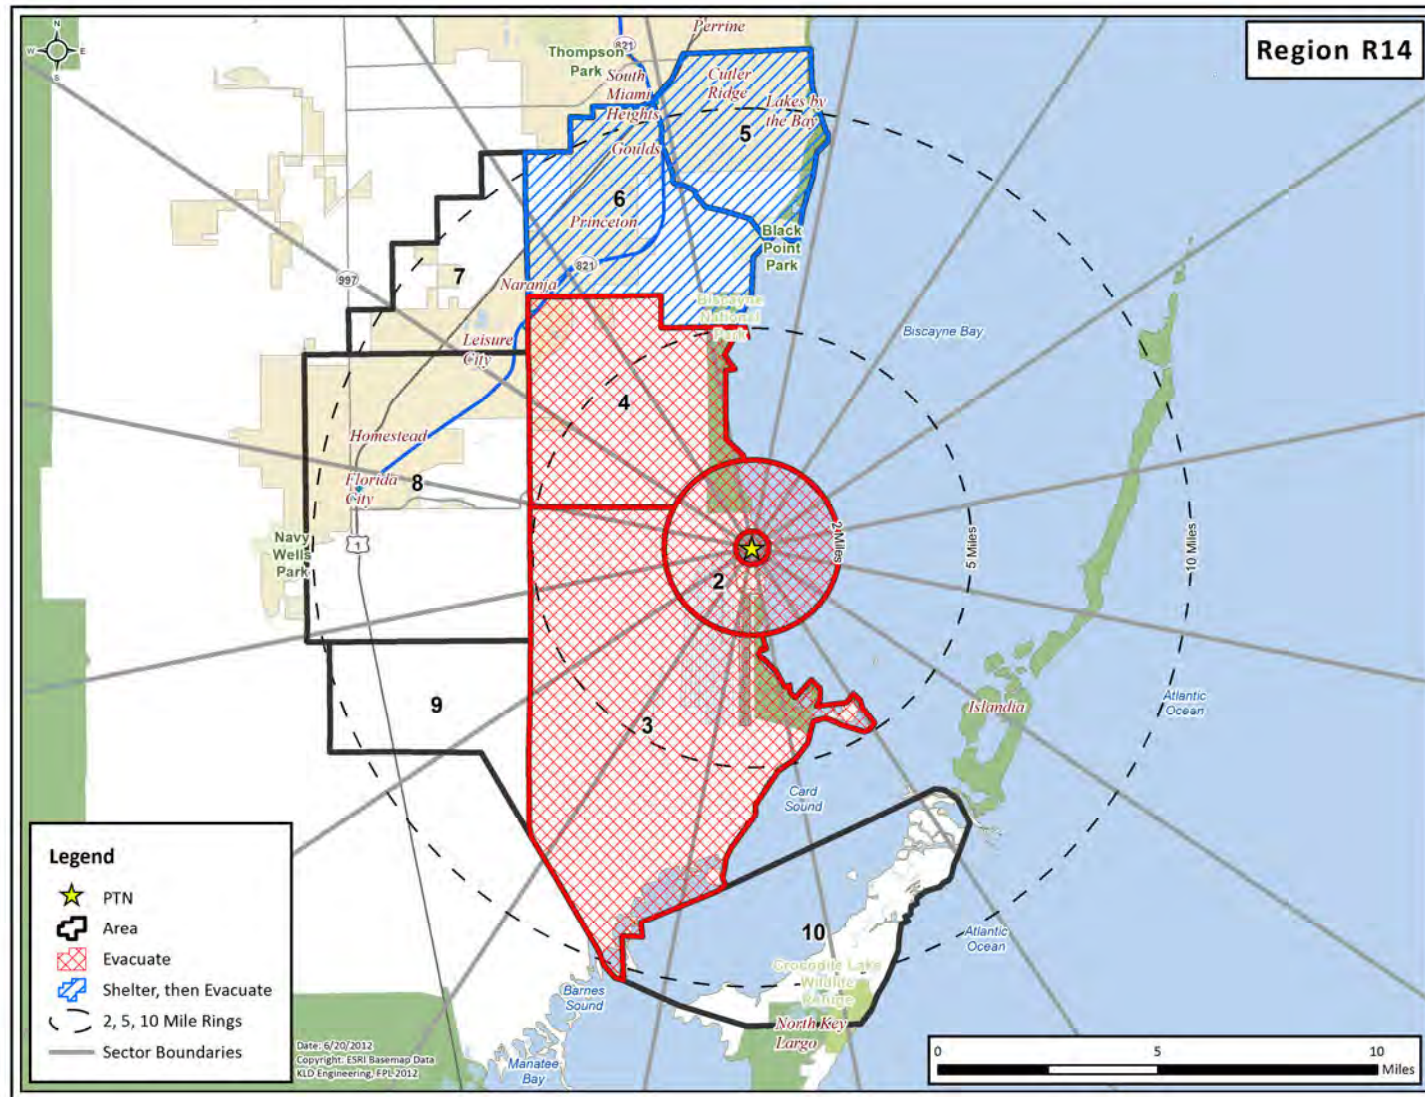 Region R14
N
W
E
S
Perrine
821
Thompson
Park
South
Miami
Heights
Cutler
Ridge
Lakes by
the Bay
5
Goulds
6
Princeton
Black
Point
Park
7
997
821
Naranja
Biscayne
National
Park
Biscayne Bay
Leisure
City
4
Homestead
8
Florida
City
Navy
Wells
Park
1
2 Miles
5 Miles
10 Miles
2
9
3
Islandia
Atlantic
Ocean
Card
Sound
10
Atlantic
Ocean
Crocodile Lake
Wildlife
Refuge
Barnes
Sound
North Key
Largo
Manatee
Bay
Legend
PTN
Area
Evacuate
Shelter, then Evacuate
2, 5, 10 Mile Rings
Sector Boundaries
Date: 6/20/2012
Copyright: ESRI Basemap Data
KLD Engineering, FPL 2012
0 5 10
Miles